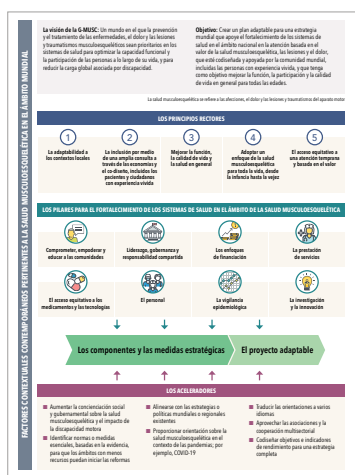 FACTORES CONTEXTUALES CONTEMPORÁNEOS PERTINENTES A LA SALUD MUSCULOESQUELÉTICA EN EL ÁMBITO MUNDIAL
La visión de la G-MUSC: Un mundo en el que la prevención
y el tratamiento de las enfermedades, el dolor y las lesiones
y traumatismos musculoesqueléticos sean prioritarios en los
sistemas de salud para optimizar la capacidad funcional y
la participación de las personas a lo largo de su vida, y para
reducir la carga global asociada por discapacidad.
Objetivo: Crear un plan adaptable para una estrategia
mundial que apoye el fortalecimiento de los sistemas de
salud en el ámbito nacional en la atención basada en el
valor de la salud musculoesquelética, las lesiones y el dolor,
que esté codiseñada y apoyada por la comunidad mundial,
incluidas las personas con experiencia vivida, y que tenga
como objetivo mejorar la función, la participación y la calidad
de vida en general para todas las edades.
La salud musculoesquelética se refiere a las afecciones, el dolor y las lesiones y traumatismos del aparato motor
LOS PRINCIPIOS RECTORES
1
La adaptabilidad a
los contextos locales
2
La inclusión por medio
de una amplia consulta a
través de las economías y
el co-diseño, incluidos los
pacientes y ciudadanos
con experiencia vivida
3
Mejorar la función,
la calidad de vida y
la salud en general
4
Adoptar un
enfoque de la salud
musculoesquelética
para toda la vida, desde
la infancia hasta la vejez
5
El acceso equitativo a
una atención temprana
y basada en el valor
LOS PILARES PARA EL FORTALECIMIENTO DE LOS SISTEMAS DE SALUD EN EL ÁMBITO DE LA SALUD MUSCULOESQUELÉTICA
Comprometer, empoderar y
educar a las comunidades
Liderazgo, gobernanza y
responsabilidad compartida
Los enfoques
de financiación
La prestación
de servicios
El acceso equitativo a los
medicamentos y las tecnologías
El personal
La vigilancia
epidemiológica
La investigación
y la innovación
Los componentes y las medidas estratégicas
El proyecto adaptable
LOS ACELERADORES
Aumentar la concienciación social
y gubernamental sobre la salud
musculoesquelética y el impacto de
la discapacidad motora
Identificar normas o medidas
esenciales, basadas en la evidencia,
para que los ámbitos con menos
recursos puedan iniciar las reformas
Alinearse con las estrategias o
políticas mundiales o regionales
existentes
Proporcionar orientación sobre la
salud musculoesquelética en el
contexto de las pandemias; por
ejemplo, COVID-19
Traducir las orientaciones a varios
idiomas
Aprovechar las asociaciones y la
cooperación multisectorial
Codiseñar objetivos e indicadores
de rendimiento para una estrategia
completa